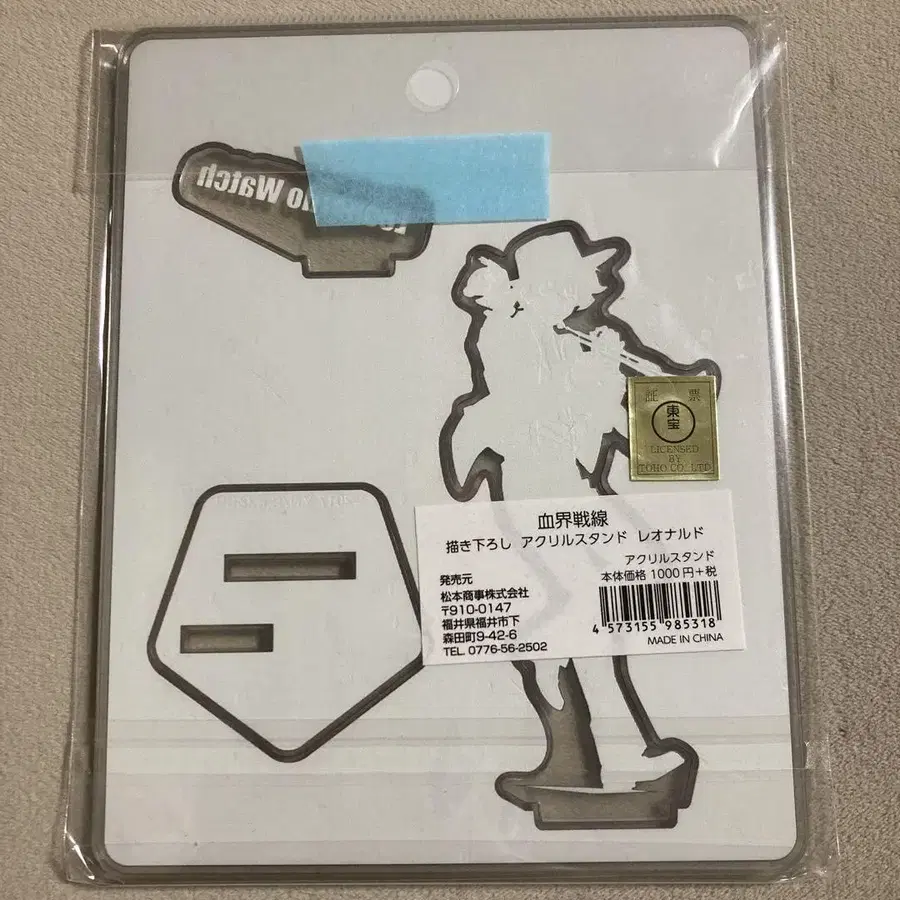 Watch
証 票
東宝
LICENSED
BY
TOHO CO.,LTD
血界戦線
描き下ろし アクリルスタンド レオナルド
アクリルスタンド
本体価格 1000円+税
発売元
松本商事株式会社
〒910-0147
福井県福井市下
森田町9-42-6
TEL 0776-56-2502
4 573155 985318
MADE IN CHINA